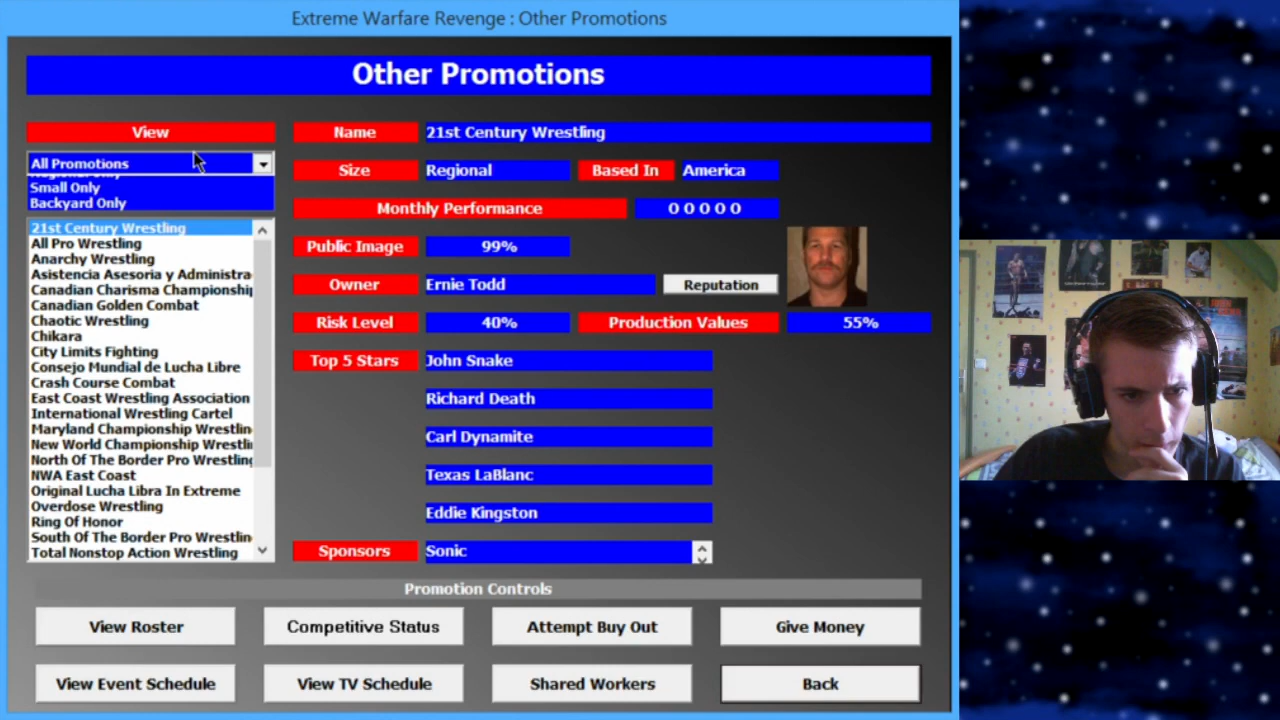 Extreme Warfare Revenge : Other Promotions
Other Promotions
View
All Promotions
Regional Only
Small Only
Backyard Only
21st Century Wrestling
All Pro Wrestling
Anarchy Wrestling
Asistencia Asesoria y Administra
Canadian Charisma Championship
Canadian Golden Combat
Chaotic Wrestling
Chikara
City Limits Fighting
Consejo Mundial de Lucha Libre
Crash Course Combat
East Coast Wrestling Association
International Wrestling Cartel
Maryland Championship Wrestlin
New World Championship Wrestli
North Of The Border Pro Wrestling
NWA East Coast
Original Lucha Libra In Extreme
Overdose Wrestling
Ring Of Honor
South Of The Border Pro Wrestlin
Total Nonstop Action Wrestling
Name 21st Century Wrestling
Size Regional Based In America
Monthly Performance 0 0 0 0 0
Public Image 99%
Owner Ernie Todd Reputation
Risk Level 40% Production Values 55%
Top 5 Stars John Snake
Richard Death
Carl Dynamite
Texas LaBlanc
Eddie Kingston
Sponsors Sonic
Promotion Controls
View Roster Competitive Status Attempt Buy Out Give Money
View Event Schedule View TV Schedule Shared Workers Back